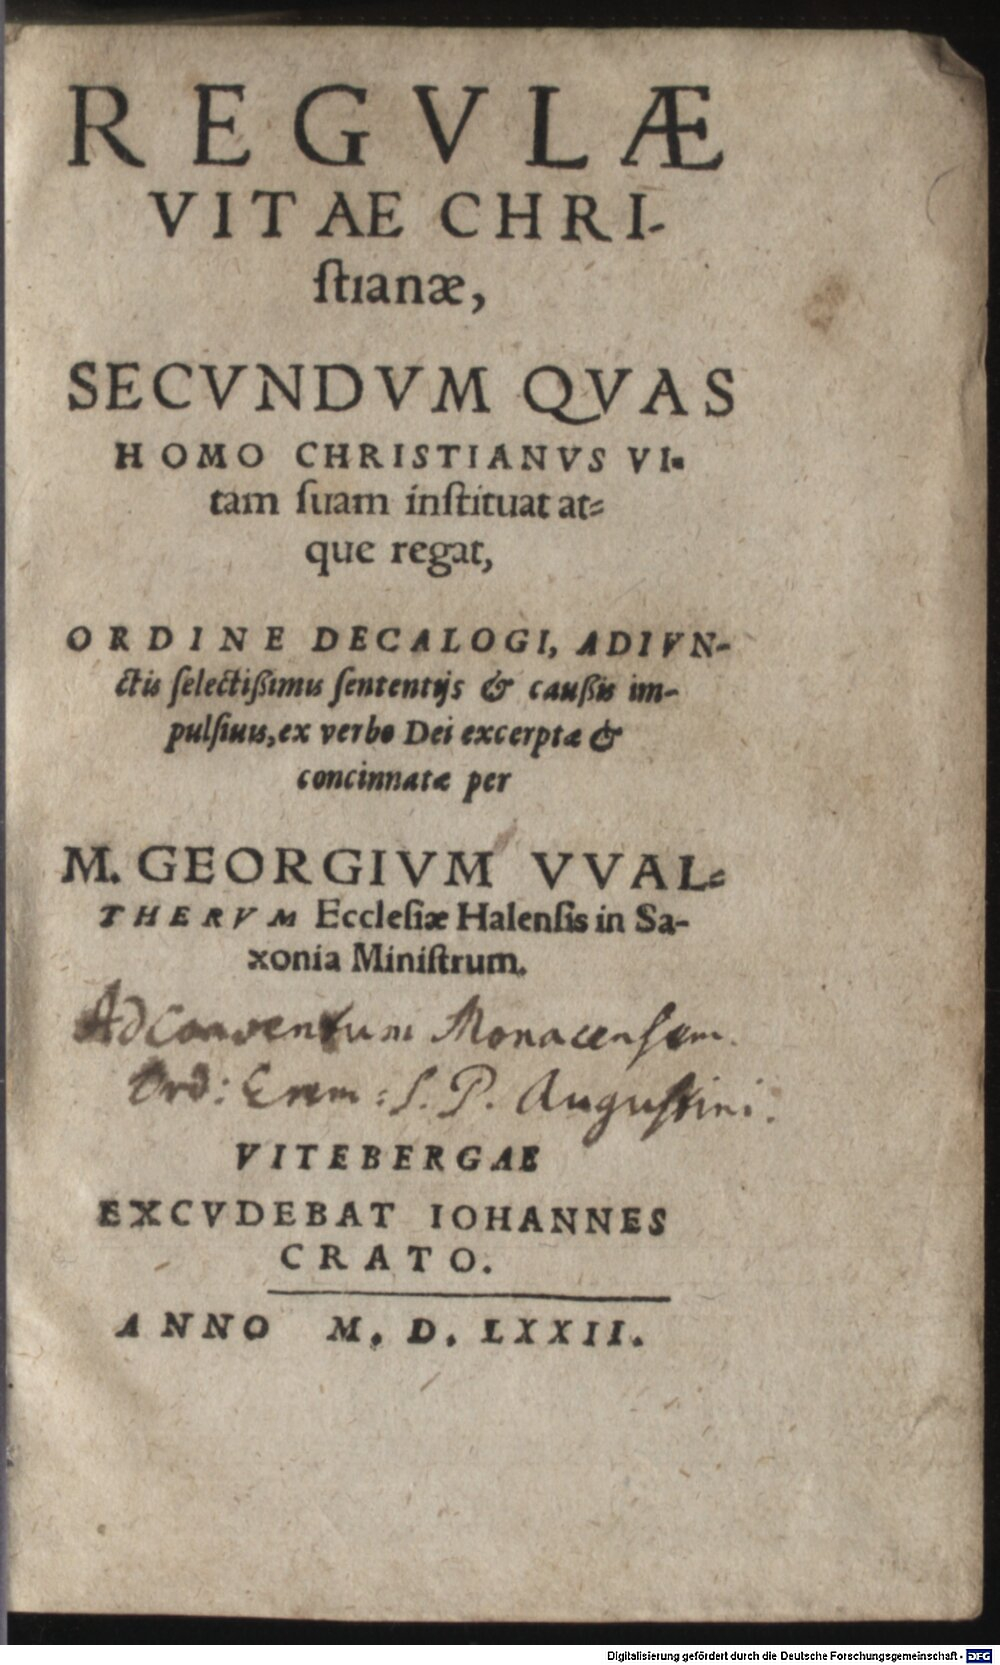 REGVLÆ
VITAE CHRI-
ſtianæ,
SECVNDVM QVAS
HOMO CHRISTIANVS VI-
tam ſuam inſtituat at=
que regat,
ORDINE DECALOGI, ADIVN-
ctis ſelectißimis ſententijs & caußis im-
pulſiuis, ex verbo Dei excerptæ &
concinnatæ per
M. GEORGIVM VVAL=
THERVM Eccleſiæ Halenſis in Sa-
xonia Miniſtrum.
Ad Conventum Monacensem.
Ord: Erem: S. P. Augustini.
VITEBERGAE
EXCVDEBAT IOHANNES
CRATO.
ANNO M. D. LXXII.
Digitalisierung gefördert durch die Deutsche Forschungsgemeinschaft - DFG